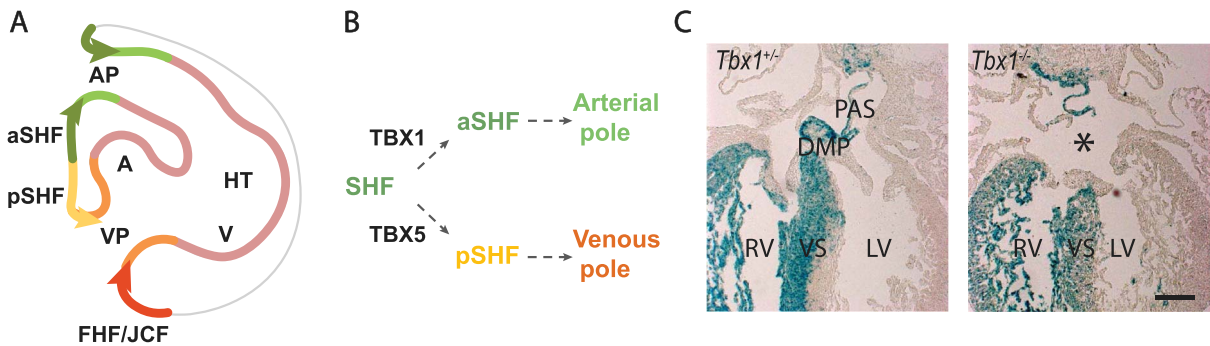 A
B
C
AP
aSHF
A
pSHF
HT
VP
V
FHF/JCF
TBX1
aSHF
Arterial
pole
SHF
TBX5
pSHF
Venous
pole
Tbx1+/-
PAS
DMP
RV
VS
LV
Tbx1-/-
*
RV
VS
LV